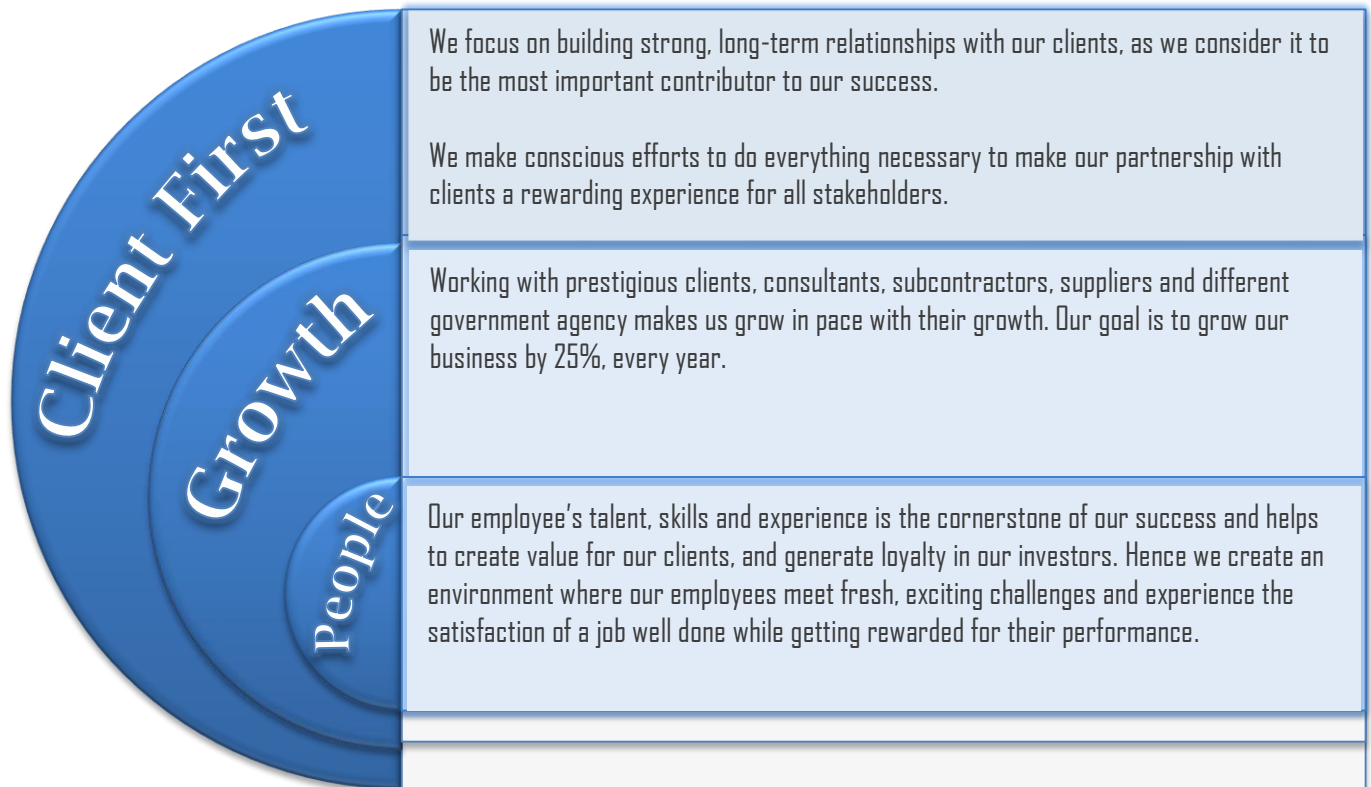 Client First
We focus on building strong, long-term relationships with our clients, as we consider it to
be the most important contributor to our success.
We make conscious efforts to do everything necessary to make our partnership with
clients a rewarding experience for all stakeholders.
Growth
Working with prestigious clients, consultants, subcontractors, suppliers and different
government agency makes us grow in pace with their growth. Our goal is to grow our
business by 25%, every year.
People
Our employee's talent, skills and experience is the cornerstone of our success and helps
to create value for our clients, and generate loyalty in our investors. Hence we create an
environment where our employees meet fresh, exciting challenges and experience the
satisfaction of a job well done while getting rewarded for their performance.